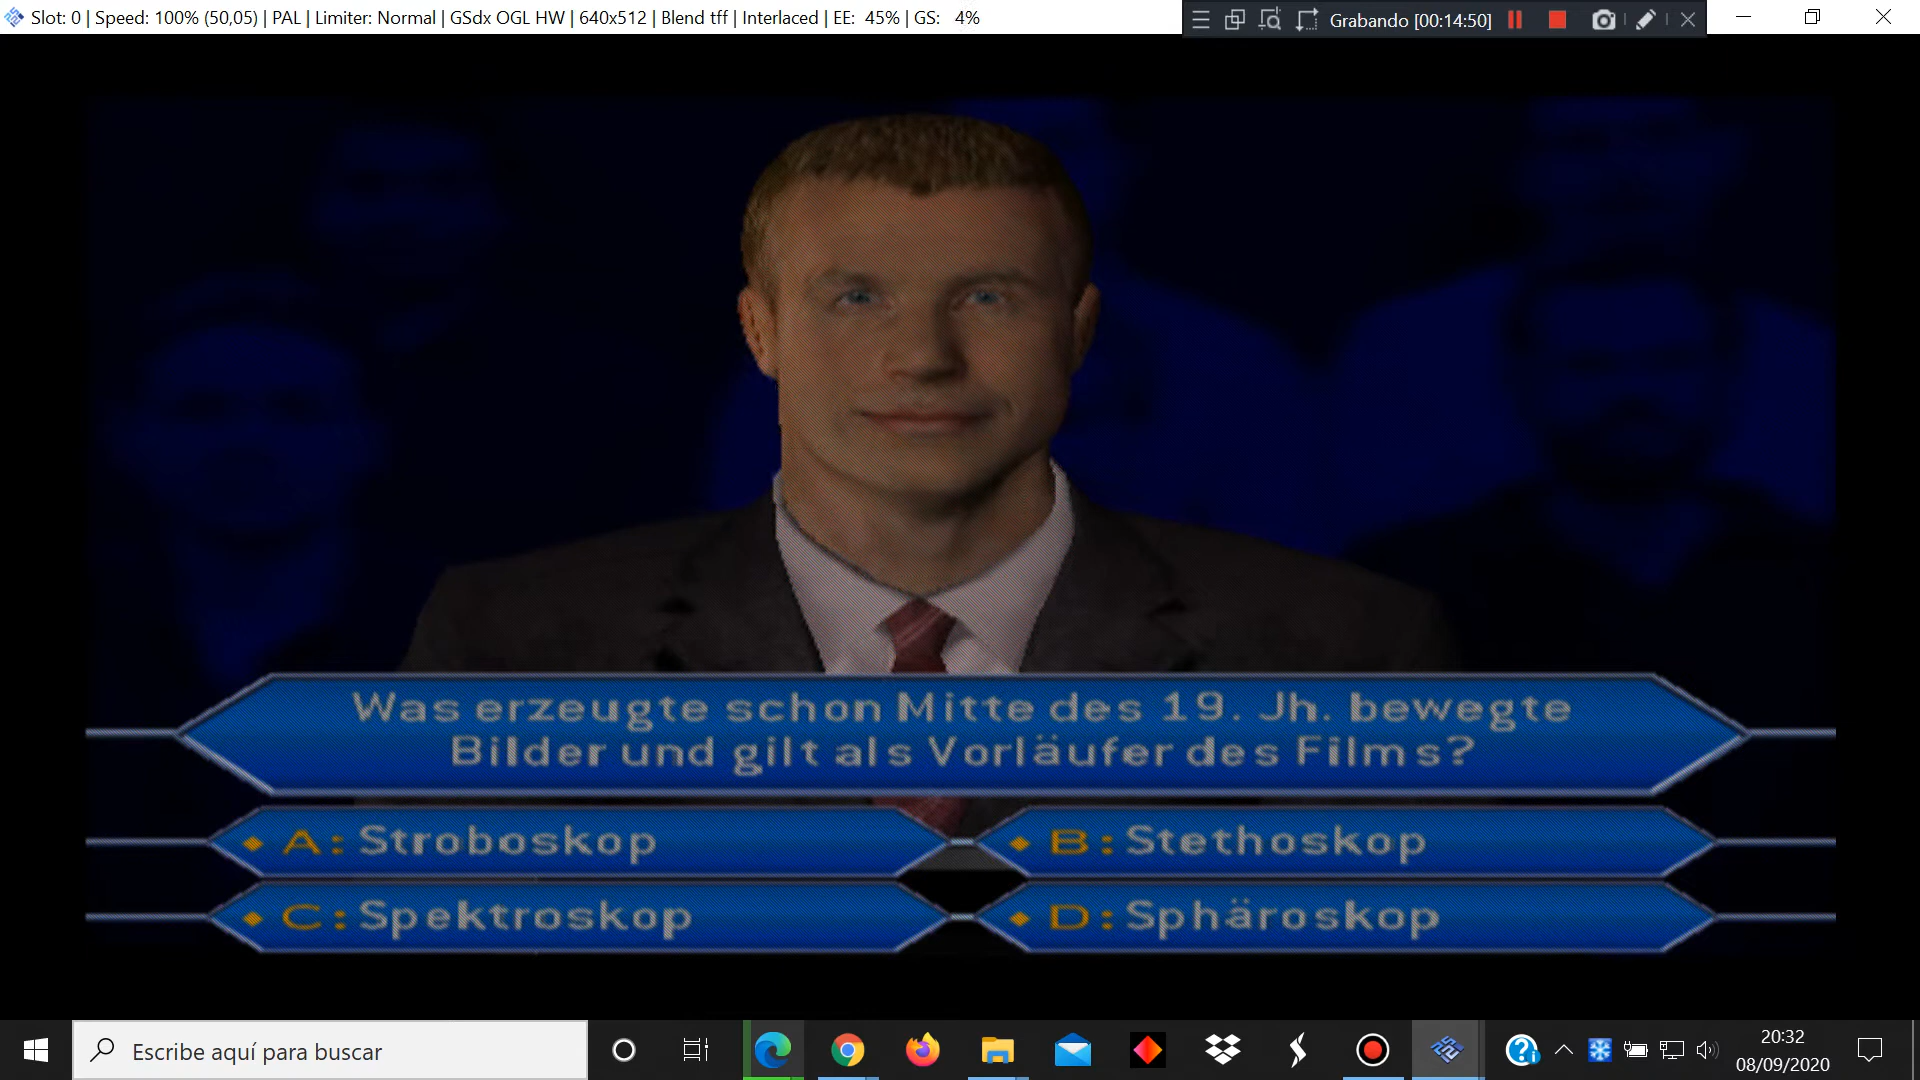 Slot: 0 | Speed: 100% (50,05) | PAL | Limiter: Normal | GSdx OGL HW | 640x512 | Blend tff | Interlaced | EE: 45% | GS: 4%
Grabando [00:14:50]
Was erzeugte schon Mitte des 19. Jh. bewegte
Bilder und gilt als Vorläufer des Films?
A: Stroboskop
B: Stethoskop
C: Spektroskop
D: Sphäroskop
Escribe aquí para buscar
20:32
08/09/2020